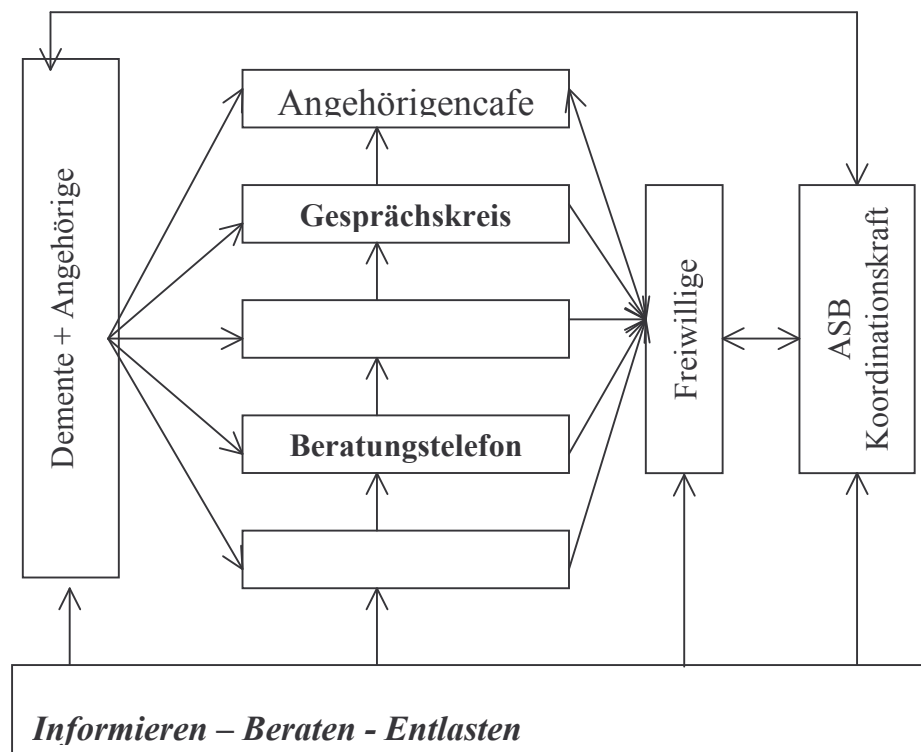 Demente + Angehörige
Angehörigencafe
Gesprächskreis
Beratungstelefon
Freiwillige
ASB
Koordinationskraft
Informieren – Beraten - Entlasten